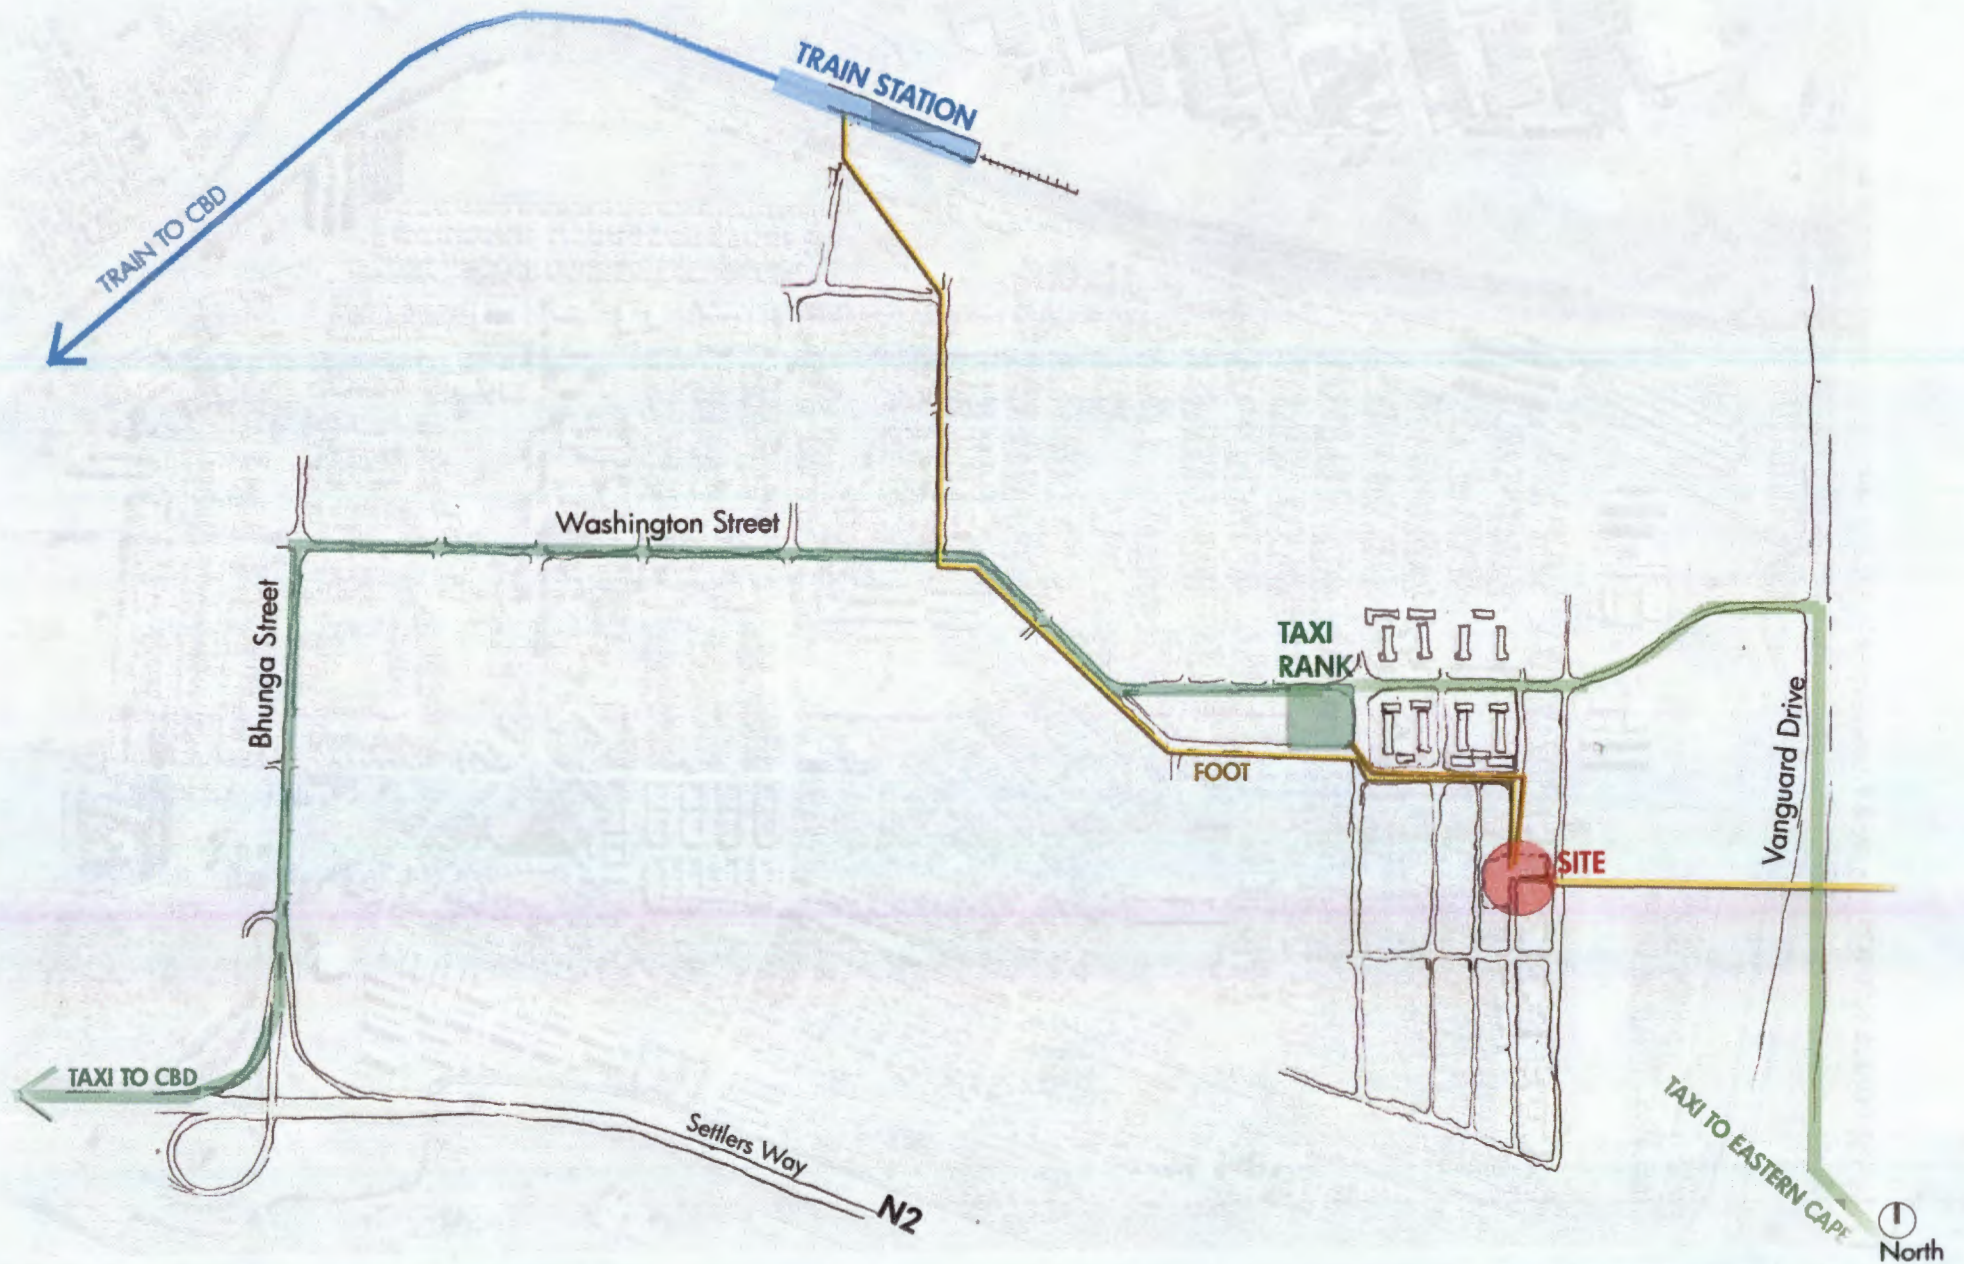 TRAIN STATION
TRAIN TO CBD
Washington Street
Bhunga Street
TAXI
RANK
FOOT
SITE
Vanguard Drive
TAXI TO CBD
Settlers Way
N2
TAXI TO EASTERN CAPE
North